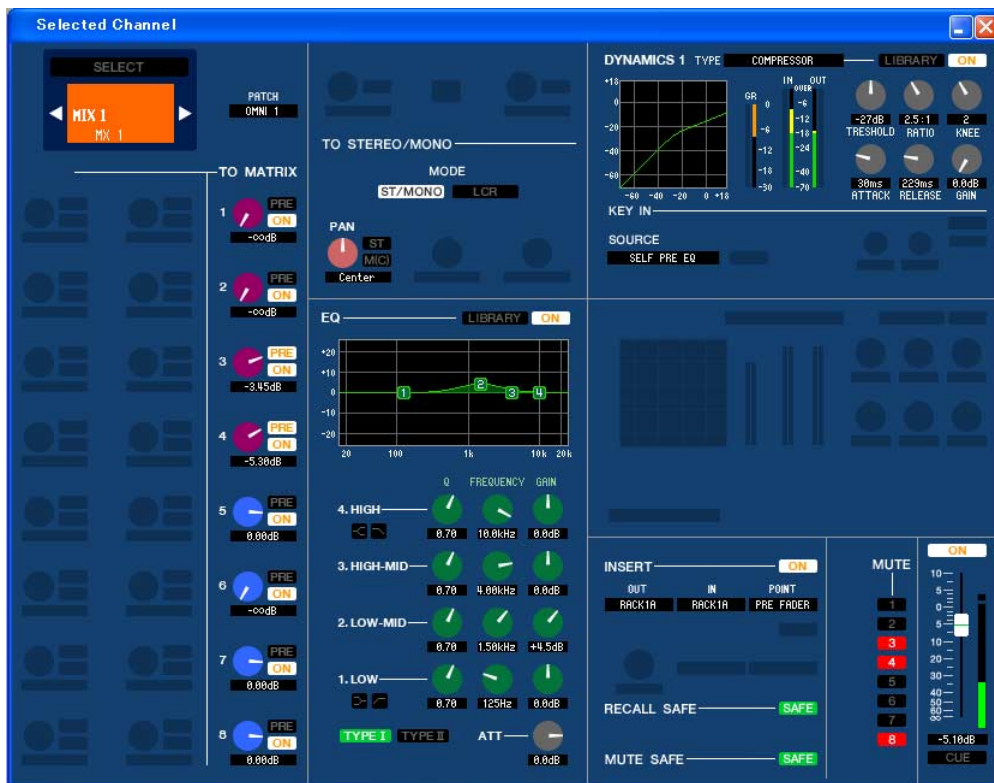 Selected Channel
SELECT
MIX 1
MX 1
PATCH
OMNI 1
TO MATRIX
1 PRE
ON
-∞dB
2 PRE
ON
-∞dB
3 PRE
ON
-3.45dB
4 PRE
ON
-5.30dB
5 PRE
ON
0.00dB
6 PRE
ON
-∞dB
7 PRE
ON
0.00dB
8 PRE
ON
0.00dB
TO STEREO/MONO
MODE
ST/MONO LCR
PAN
ST
M(C)
Center
EQ LIBRARY ON
+20
+10
0
-10
-20
1 2 3 4
20 100 1k 10k 20k
Q FREQUENCY GAIN
4. HIGH
0.70 10.0kHz 0.0dB
3. HIGH-MID
0.70 4.00kHz 0.0dB
2. LOW-MID
0.70 1.50kHz +4.5dB
1. LOW
0.70 125Hz 0.0dB
TYPE I TYPE II ATT
0.0dB
DYNAMICS 1 TYPE COMPRESSOR LIBRARY ON
+18
0
-20
-40
-60
-60 -40 -20 0 +18
GR
0
-6
-12
-18
-30
IN OUT
OVER
-6
-12
-18
-24
-40
-70
-27dB 2.5:1 2
TRESHOLD RATIO KNEE
30ms 229ms 0.0dB
ATTACK RELEASE GAIN
KEY IN
SOURCE
SELF PRE EQ
INSERT ON
OUT IN POINT
RACK1A RACK1A PRE FADER
RECALL SAFE SAFE
MUTE SAFE SAFE
MUTE
1
2
3
4
5
6
7
8
ON
10
5
0
5
10
20
30
40
50
60
∞
-5.10dB
CUE